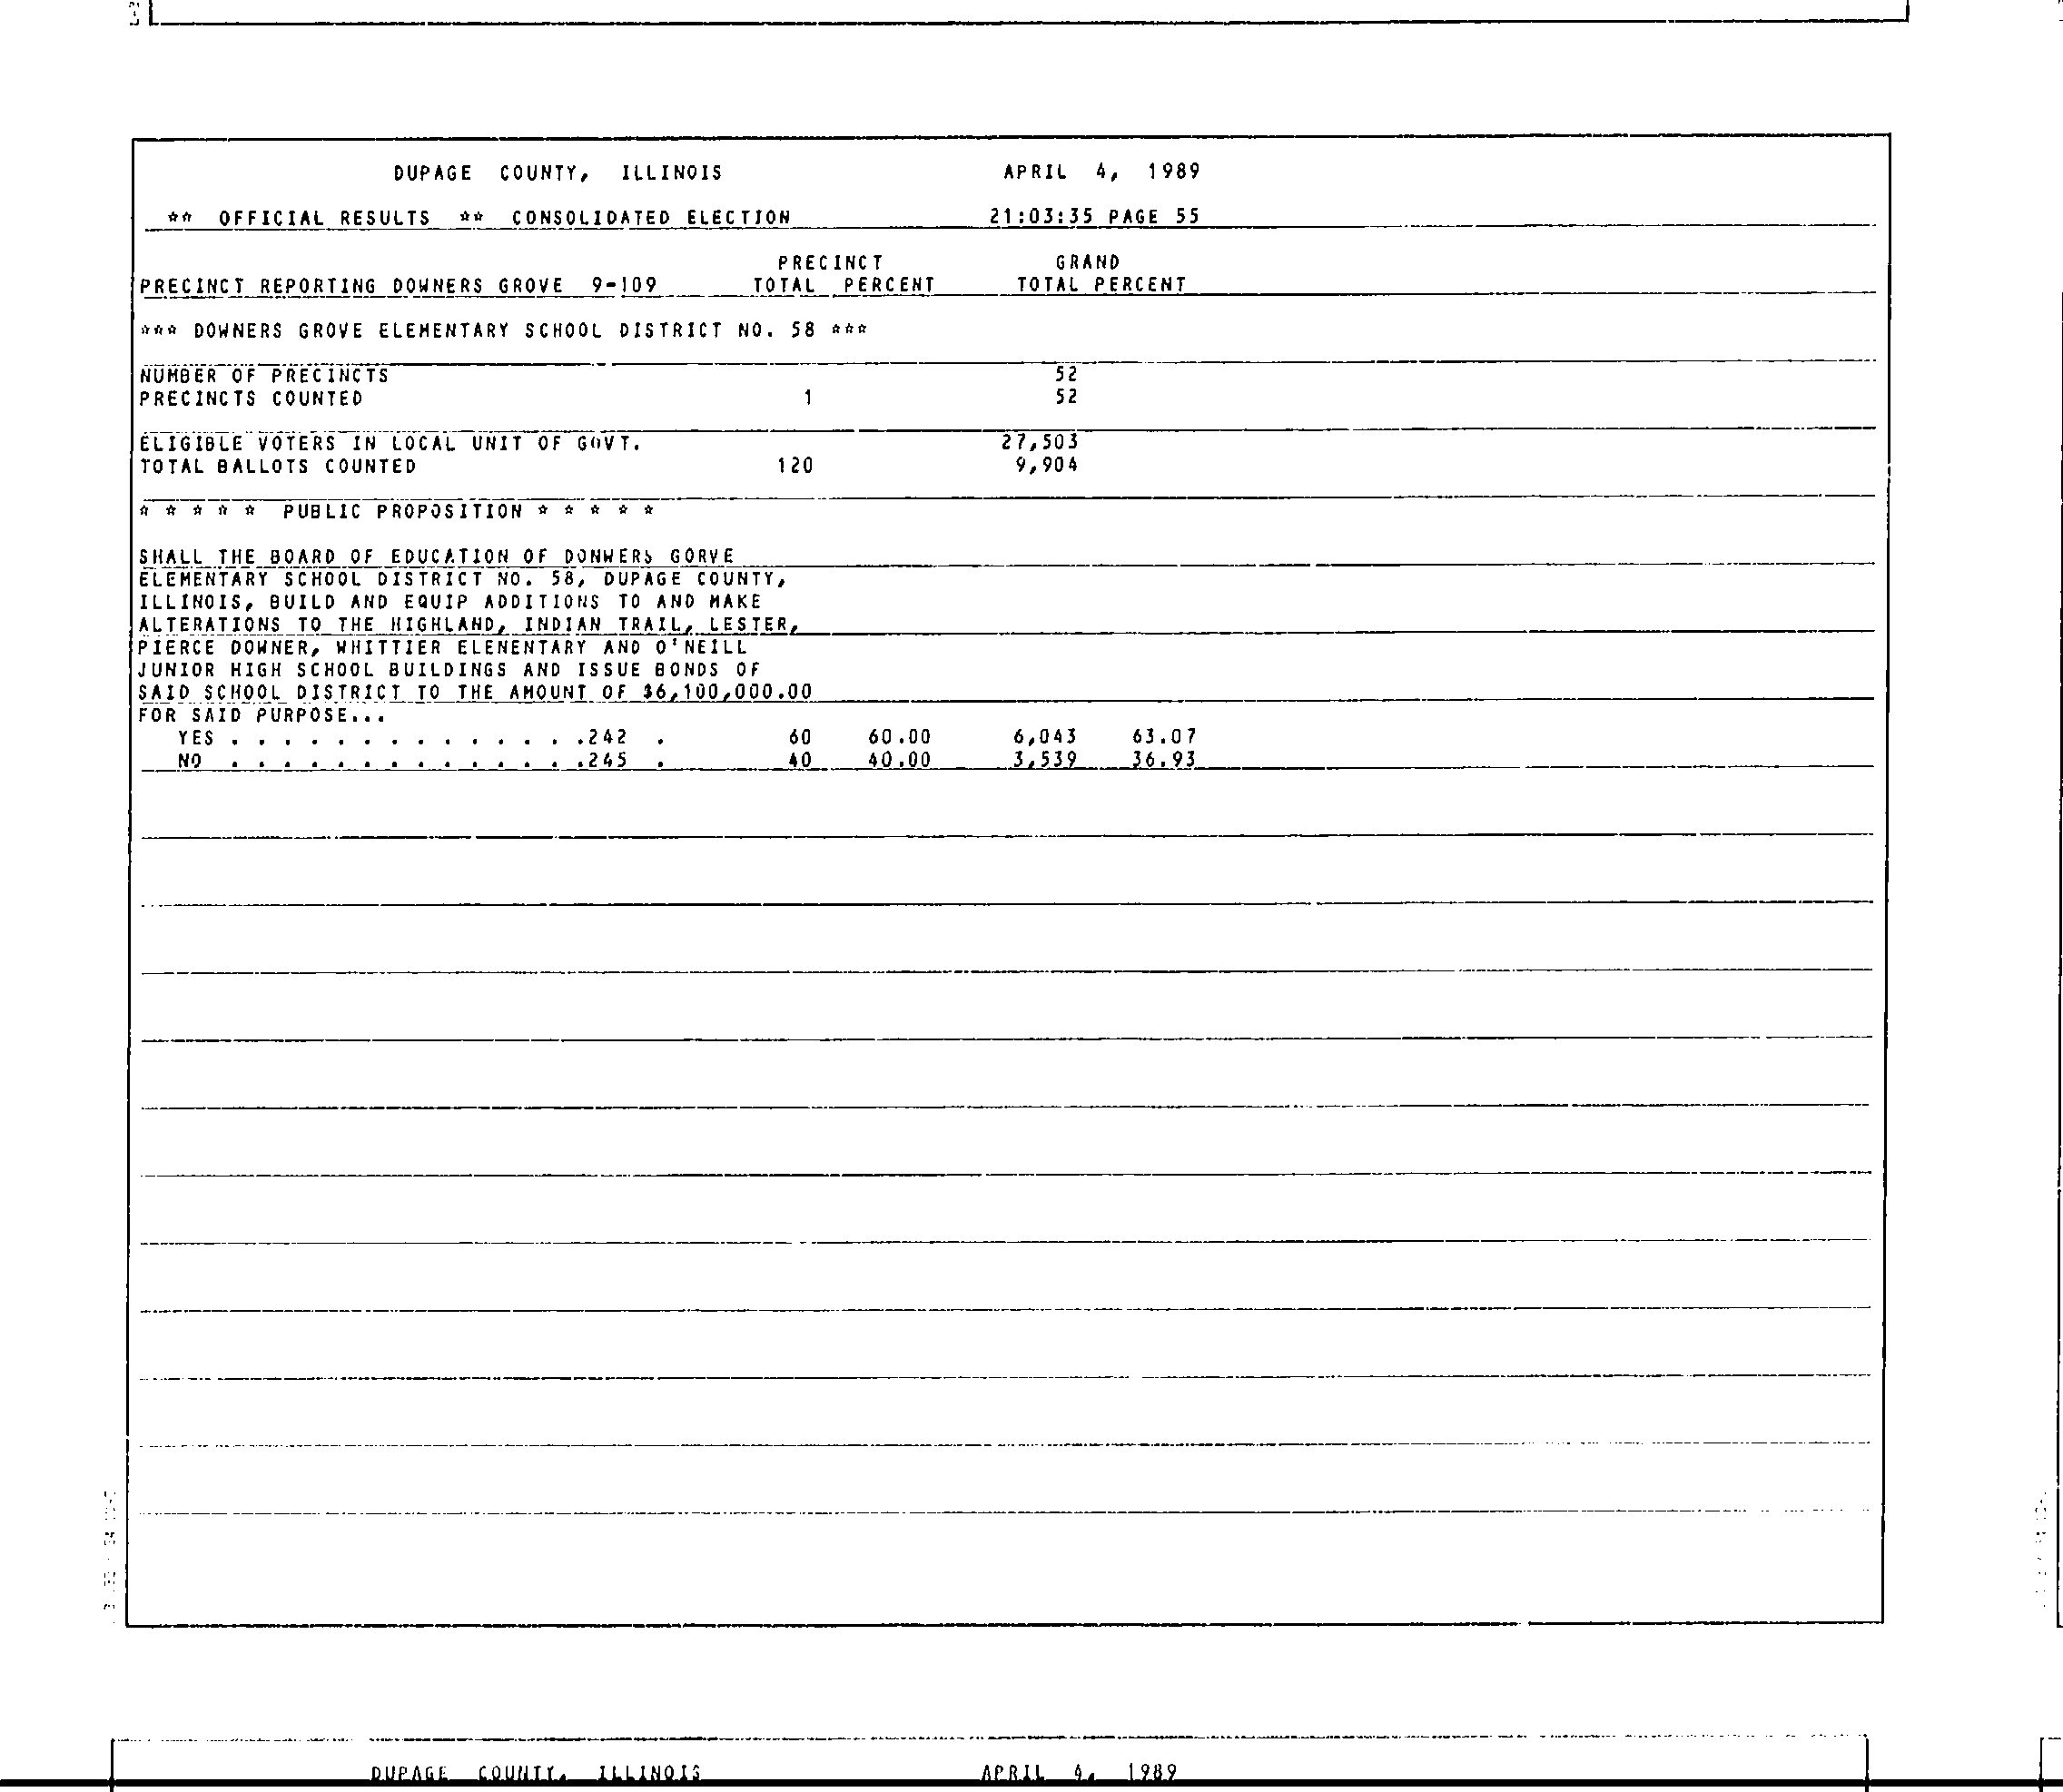 DUPAGE COUNTY, ILLINOIS APRIL 4, 1989
** OFFICIAL RESULTS ** CONSOLIDATED ELECTION 21:03:35 PAGE 55
PRECINCT GRAND
PRECINCT REPORTING DOWNERS GROVE 9-109 TOTAL PERCENT TOTAL PERCENT
*** DOWNERS GROVE ELEMENTARY SCHOOL DISTRICT NO. 58 ***
NUMBER OF PRECINCTS 52
PRECINCTS COUNTED 1 52
ELIGIBLE VOTERS IN LOCAL UNIT OF GOVT. 27,503
TOTAL BALLOTS COUNTED 120 9,904
* * * * * PUBLIC PROPOSITION * * * * *
SHALL THE BOARD OF EDUCATION OF DONWERS GORVE
ELEMENTARY SCHOOL DISTRICT NO. 58, DUPAGE COUNTY,
ILLINOIS, BUILD AND EQUIP ADDITIONS TO AND MAKE
ALTERATIONS TO THE HIGHLAND, INDIAN TRAIL, LESTER,
PIERCE DOWNER, WHITTIER ELENENTARY AND O'NEILL
JUNIOR HIGH SCHOOL BUILDINGS AND ISSUE BONDS OF
SAID SCHOOL DISTRICT TO THE AMOUNT OF $6,100,000.00
FOR SAID PURPOSE...
YES . . . . . . . . . . . . . .242 . 60 60.00 6,043 63.07
NO . . . . . . . . . . . . . .245 . 40 40.00 3,539 36.93
DUPAGE COUNTY, ILLINOIS APRIL 4, 1989